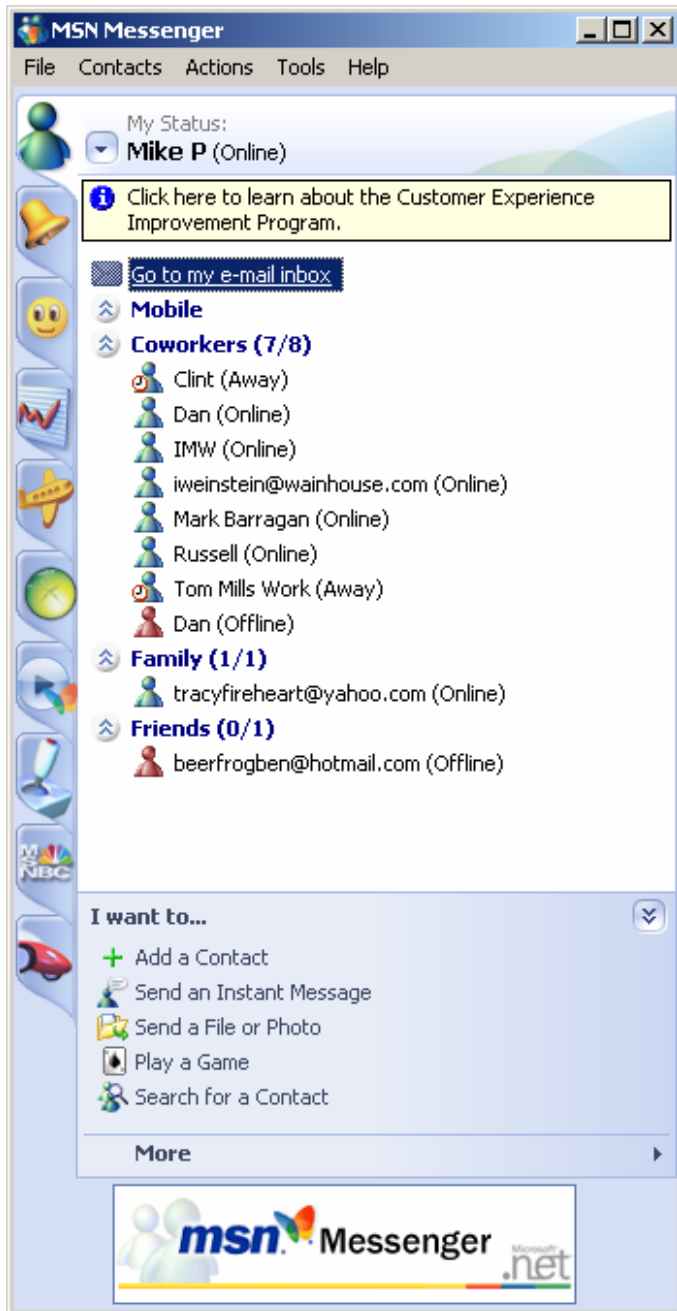 MSN Messenger
File Contacts Actions Tools Help
My Status:
Mike P (Online)
Click here to learn about the Customer Experience
Improvement Program.
Go to my e-mail inbox
Mobile
Coworkers (7/8)
Clint (Away)
Dan (Online)
IMW (Online)
iweinstein@wainhouse.com (Online)
Mark Barragan (Online)
Russell (Online)
Tom Mills Work (Away)
Dan (Offline)
Family (1/1)
tracyfireheart@yahoo.com (Online)
Friends (0/1)
beerfrogben@hotmail.com (Offline)
MSNBC
I want to...
Add a Contact
Send an Instant Message
Send a File or Photo
Play a Game
Search for a Contact
More
msn Messenger
Microsoft
.net